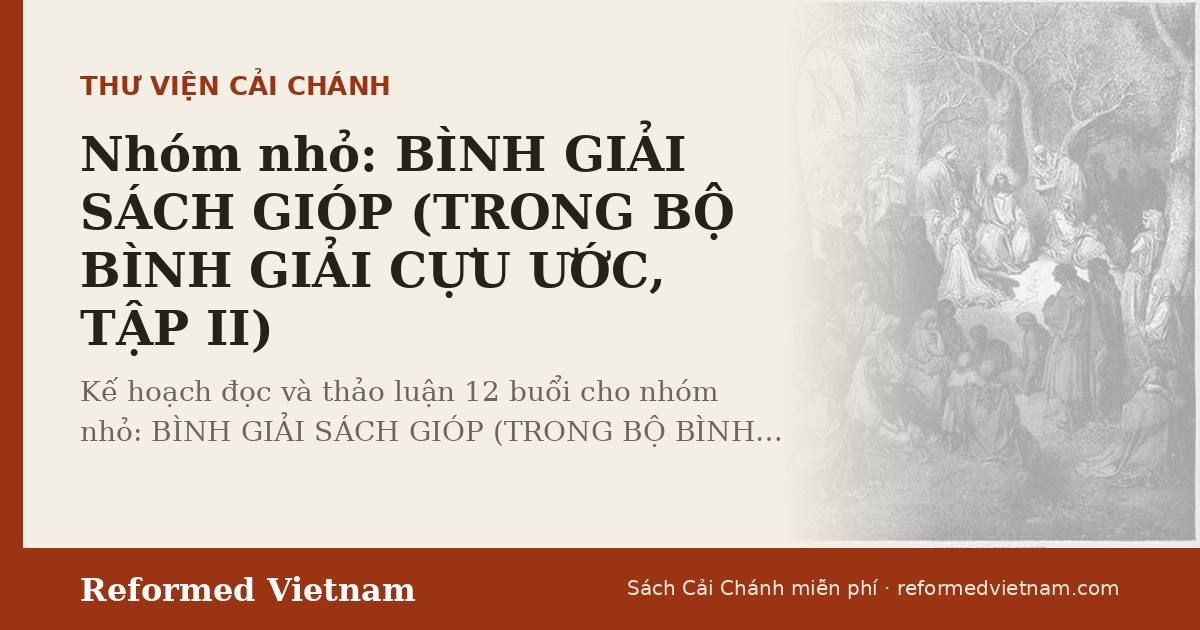 THƯ VIỆN CẢI CHÁNH
Nhóm nhỏ: BÌNH GIẢI
SÁCH GIÓP (TRONG BỘ
BÌNH GIẢI CỰU ƯỚC,
TẬP II)
Kế hoạch đọc và thảo luận 12 buổi cho nhóm
nhỏ: BÌNH GIẢI SÁCH GIÓP (TRONG BỘ BÌNH...
Reformed Vietnam
Sách Cải Chánh miễn phí · reformedvietnam.com